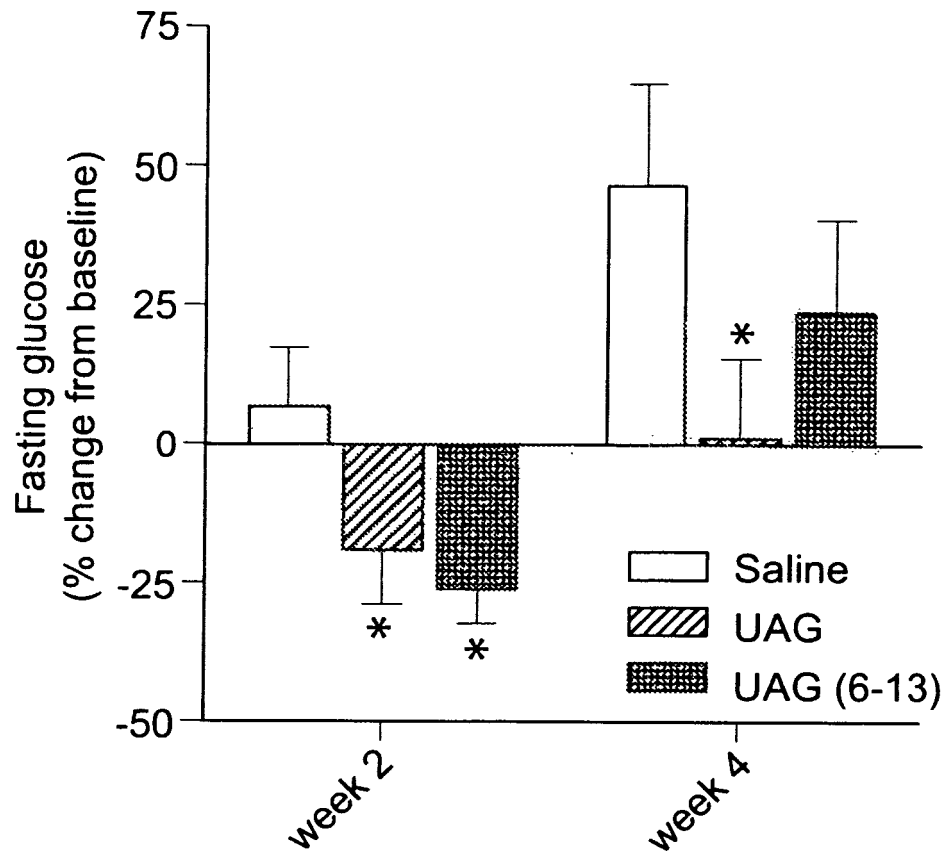 75
50
25
0
-25
-50
Fasting glucose
(% change from baseline)
*
*
*
Saline
UAG
UAG (6-13)
week 2
week 4